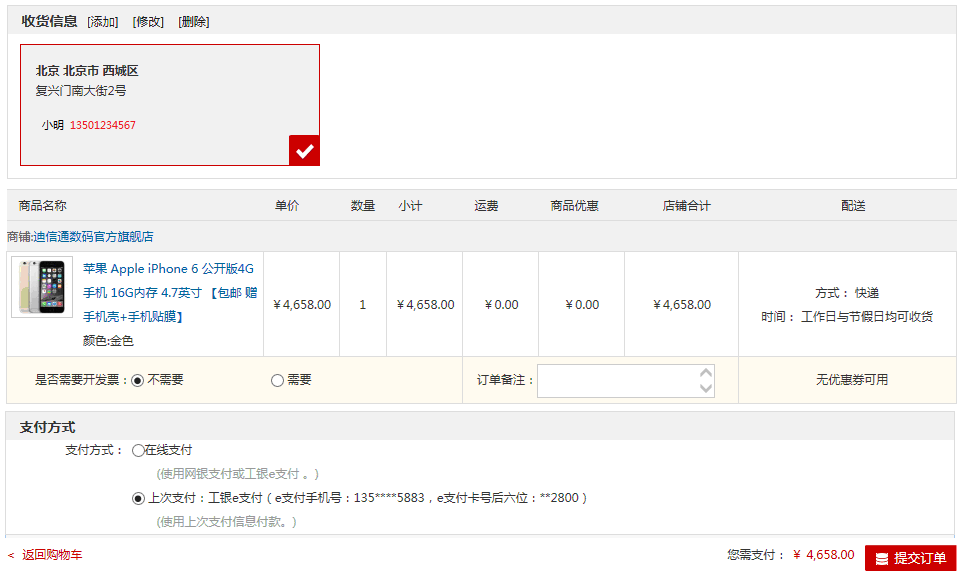 收货信息 [添加] [修改] [删除]
北京 北京市 西城区
复兴门南大街2号
小明 13501234567
商品名称 单价 数量 小计 运费 商品优惠 店铺合计 配送
商铺:迪信通数码官方旗舰店
苹果 Apple iPhone 6 公开版4G
手机 16G内存 4.7英寸 【包邮 赠
手机壳+手机贴膜】
颜色:金色
¥4,658.00 1 ¥4,658.00 ¥0.00 ¥0.00 ¥4,658.00
方式: 快递
时间: 工作日与节假日均可收货
是否需要开发票: 不需要 需要 订单备注: 无优惠券可用
支付方式
支付方式: 在线支付
(使用网银支付或工银e支付 。)
上次支付:工银e支付(e支付手机号:135****5883,e支付卡号后六位:**2800)
(使用上次支付信息付款。)
< 返回购物车 您需支付: ¥ 4,658.00 提交订单